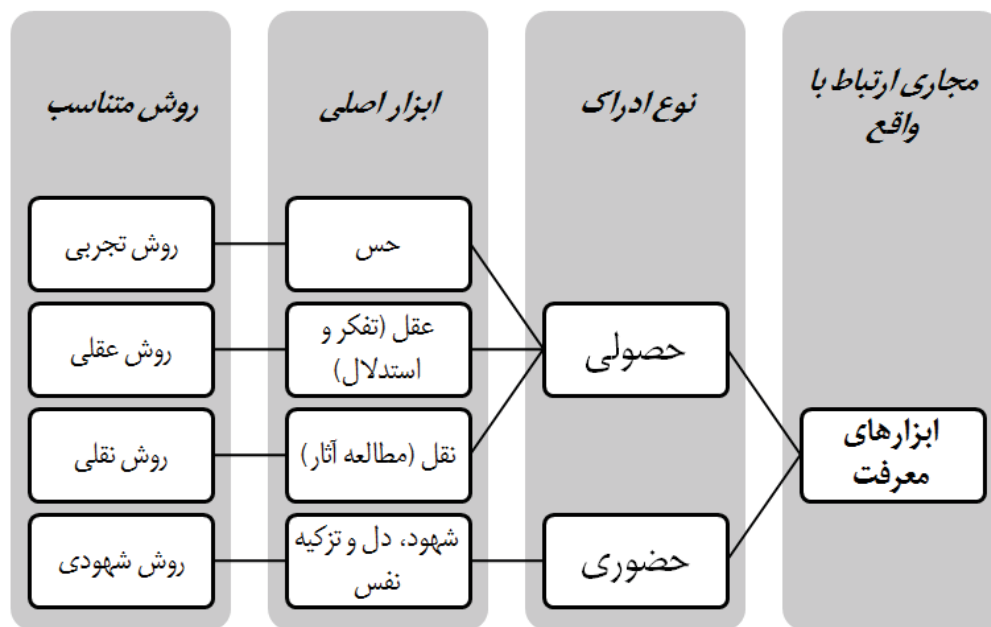 مجاری ارتباط با
واقع
نوع ادراک
ابزار اصلی
روش متناسب
ابزارهای
معرفت
حصولی
حضوری
حس
عقل (تفکر و
استدلال)
نقل (مطالعه آثار)
شهود، دل و تزکیه
نفس
روش تجربی
روش عقلی
روش نقلی
روش شهودی